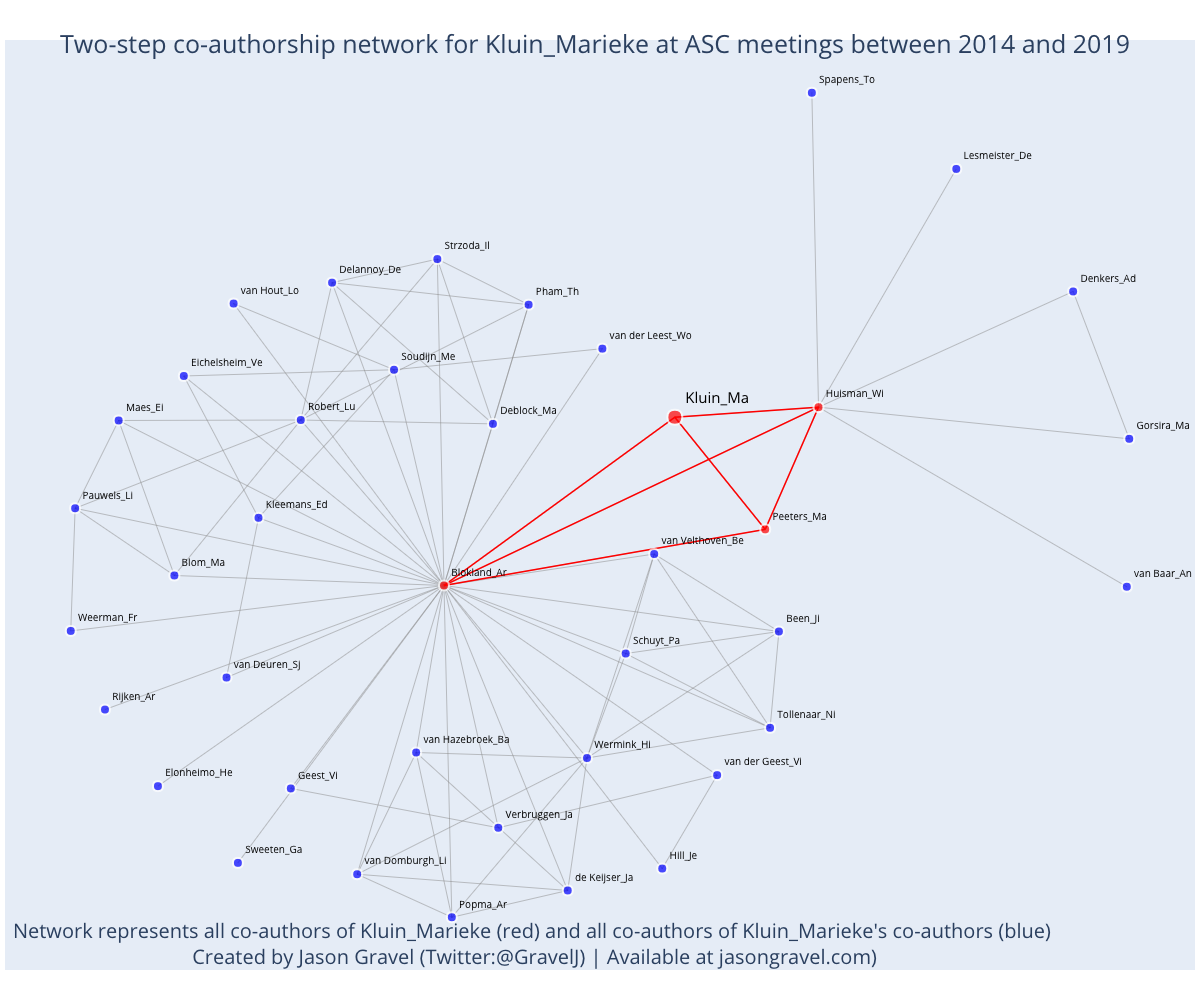 Two-step co-authorship network for Kluin_Marieke at ASC meetings between 2014 and 2019
Spapens_To
Lesmeister_De
Strzoda_Il
Delannoy_De
Denkers_Ad
van Hout_Lo
Pham_Th
van der Leest_Wo
Soudijn_Me
Eichelsheim_Ve
Huisman_Wi
Kluin_Ma
Maes_Ei
Robert_Lu
Deblock_Ma
Gorsira_Ma
Pauwels_Li
Kleemans_Ed
Peeters_Ma
van Velthoven_Be
Blom_Ma
Blokland_Ar
van Baar_An
Weerman_Fr
Been_Ji
Schuyt_Pa
van Deuren_Sj
Rijken_Ar
Tollenaar_Ni
van Hazebroek_Ba
Wermink_Hi
van der Geest_Vi
Elonheimo_He
Geest_Vi
Verbruggen_Ja
Sweeten_Ga
van Domburgh_Li
Hill_Je
de Keijser_Ja
Popma_Ar
Network represents all co-authors of Kluin_Marieke (red) and all co-authors of Kluin_Marieke's co-authors (blue)
Created by Jason Gravel (Twitter:@GravelJ) | Available at jasongravel.com)